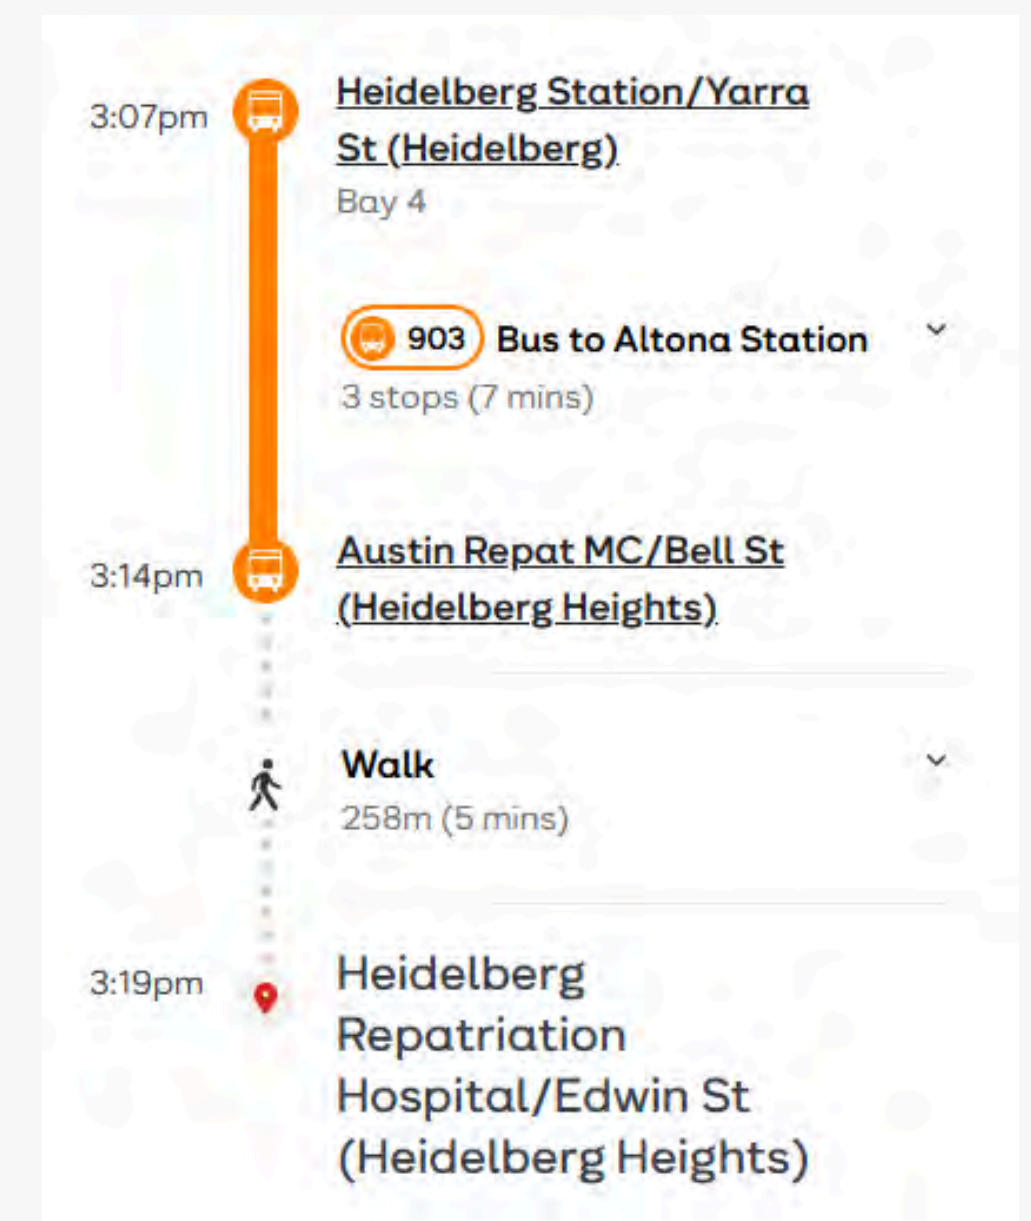 3:07pm
Heidelberg Station/Yarra
St (Heidelberg)
Bay 4
903 Bus to Altona Station
3 stops (7 mins)
3:14pm
Austin Repat MC/Bell St
(Heidelberg Heights)
Walk
258m (5 mins)
3:19pm
Heidelberg
Repatriation
Hospital/Edwin St
(Heidelberg Heights)